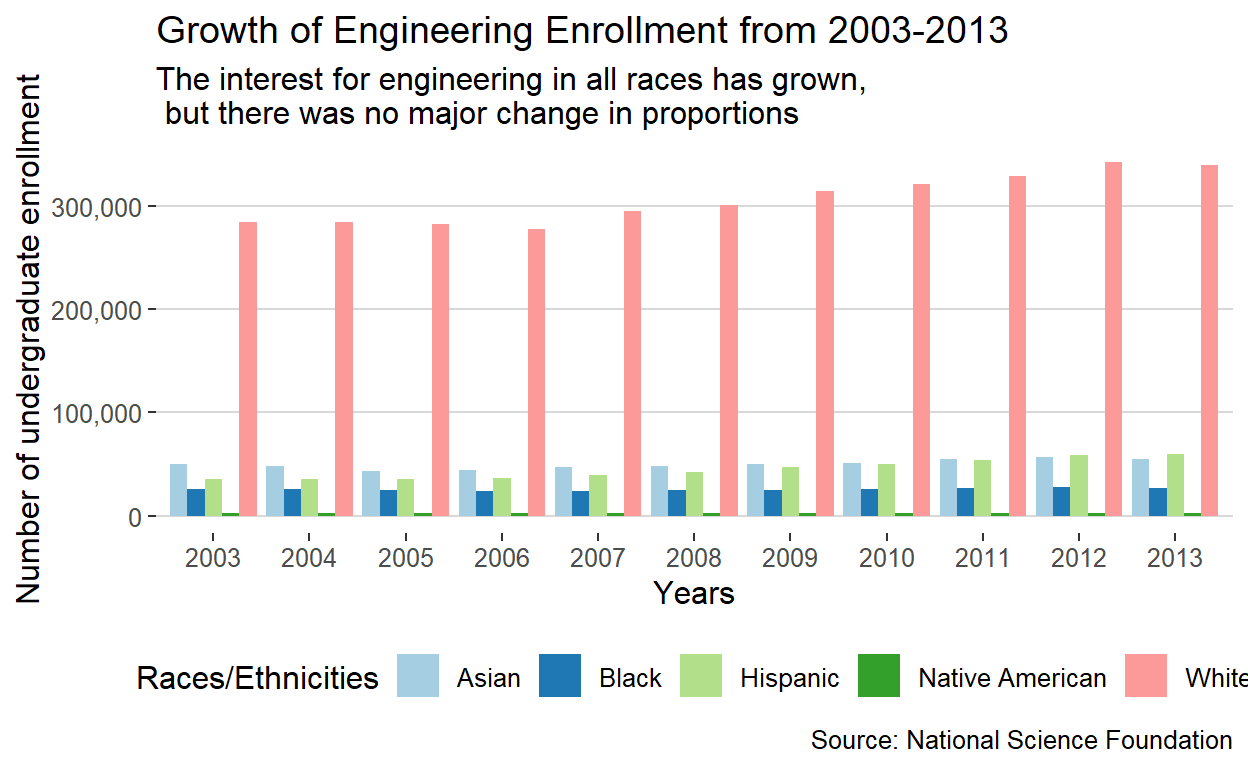 Growth of Engineering Enrollment from 2003-2013
The interest for engineering in all races has grown,
but there was no major change in proportions
Number of undergraduate enrollment
300,000
200,000
100,000
0
2003 2004 2005 2006 2007 2008 2009 2010 2011 2012 2013
Years
Races/Ethnicities Asian Black Hispanic Native American White
Source: National Science Foundation